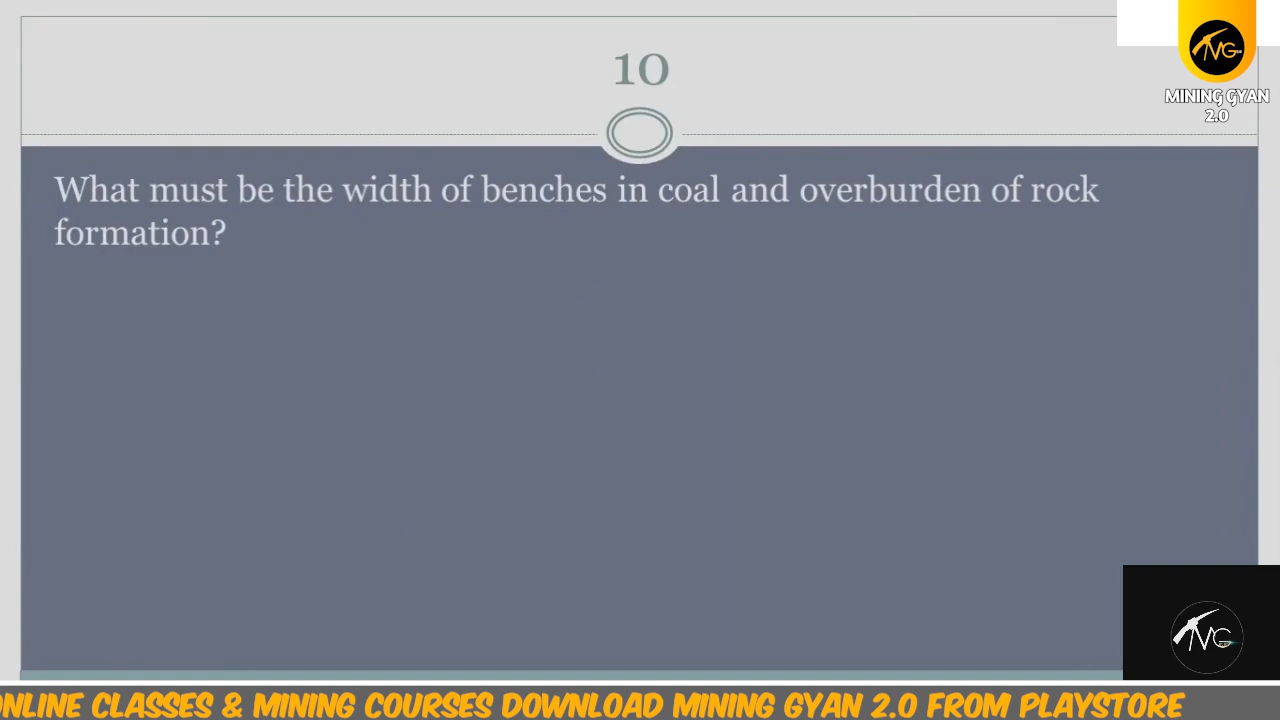 10
MINING GYAN
2.0
What must be the width of benches in coal and overburden of rock
formation?
NLINE CLASSES & MINING COURSES DOWNLOAD MINING GYAN 2.0 FROM PLAYSTORE